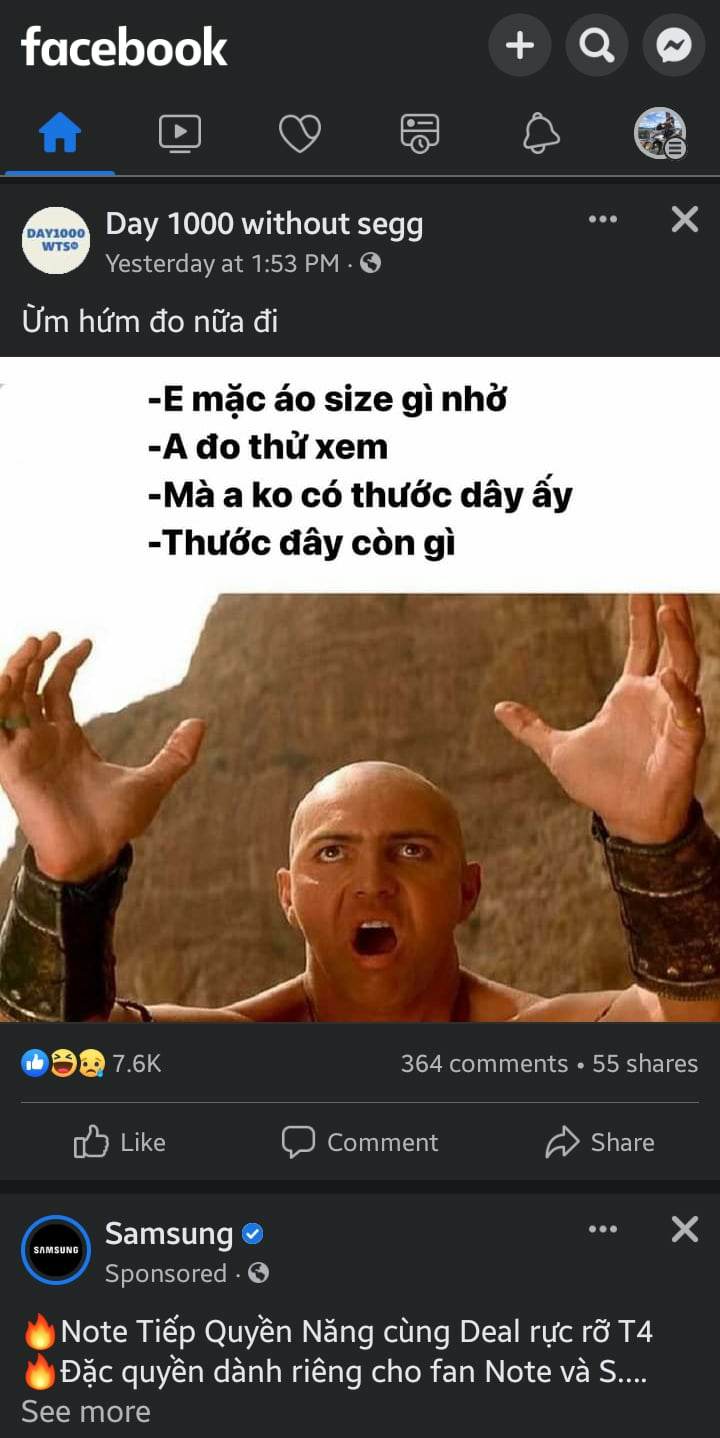 facebook
DAY1000
WTS
Day 1000 without segg
Yesterday at 1:53 PM ·
Ừm hứm đo nữa đi
-E mặc áo size gì nhở
-A đo thử xem
-Mà a ko có thước dây ấy
-Thước đây còn gì
7.6K
364 comments • 55 shares
Like
Comment
Share
SAMSUNG
Samsung
Sponsored ·
🔥Note Tiếp Quyền Năng cùng Deal rực rỡ T4
🔥Đặc quyền dành riêng cho fan Note và S....
See more